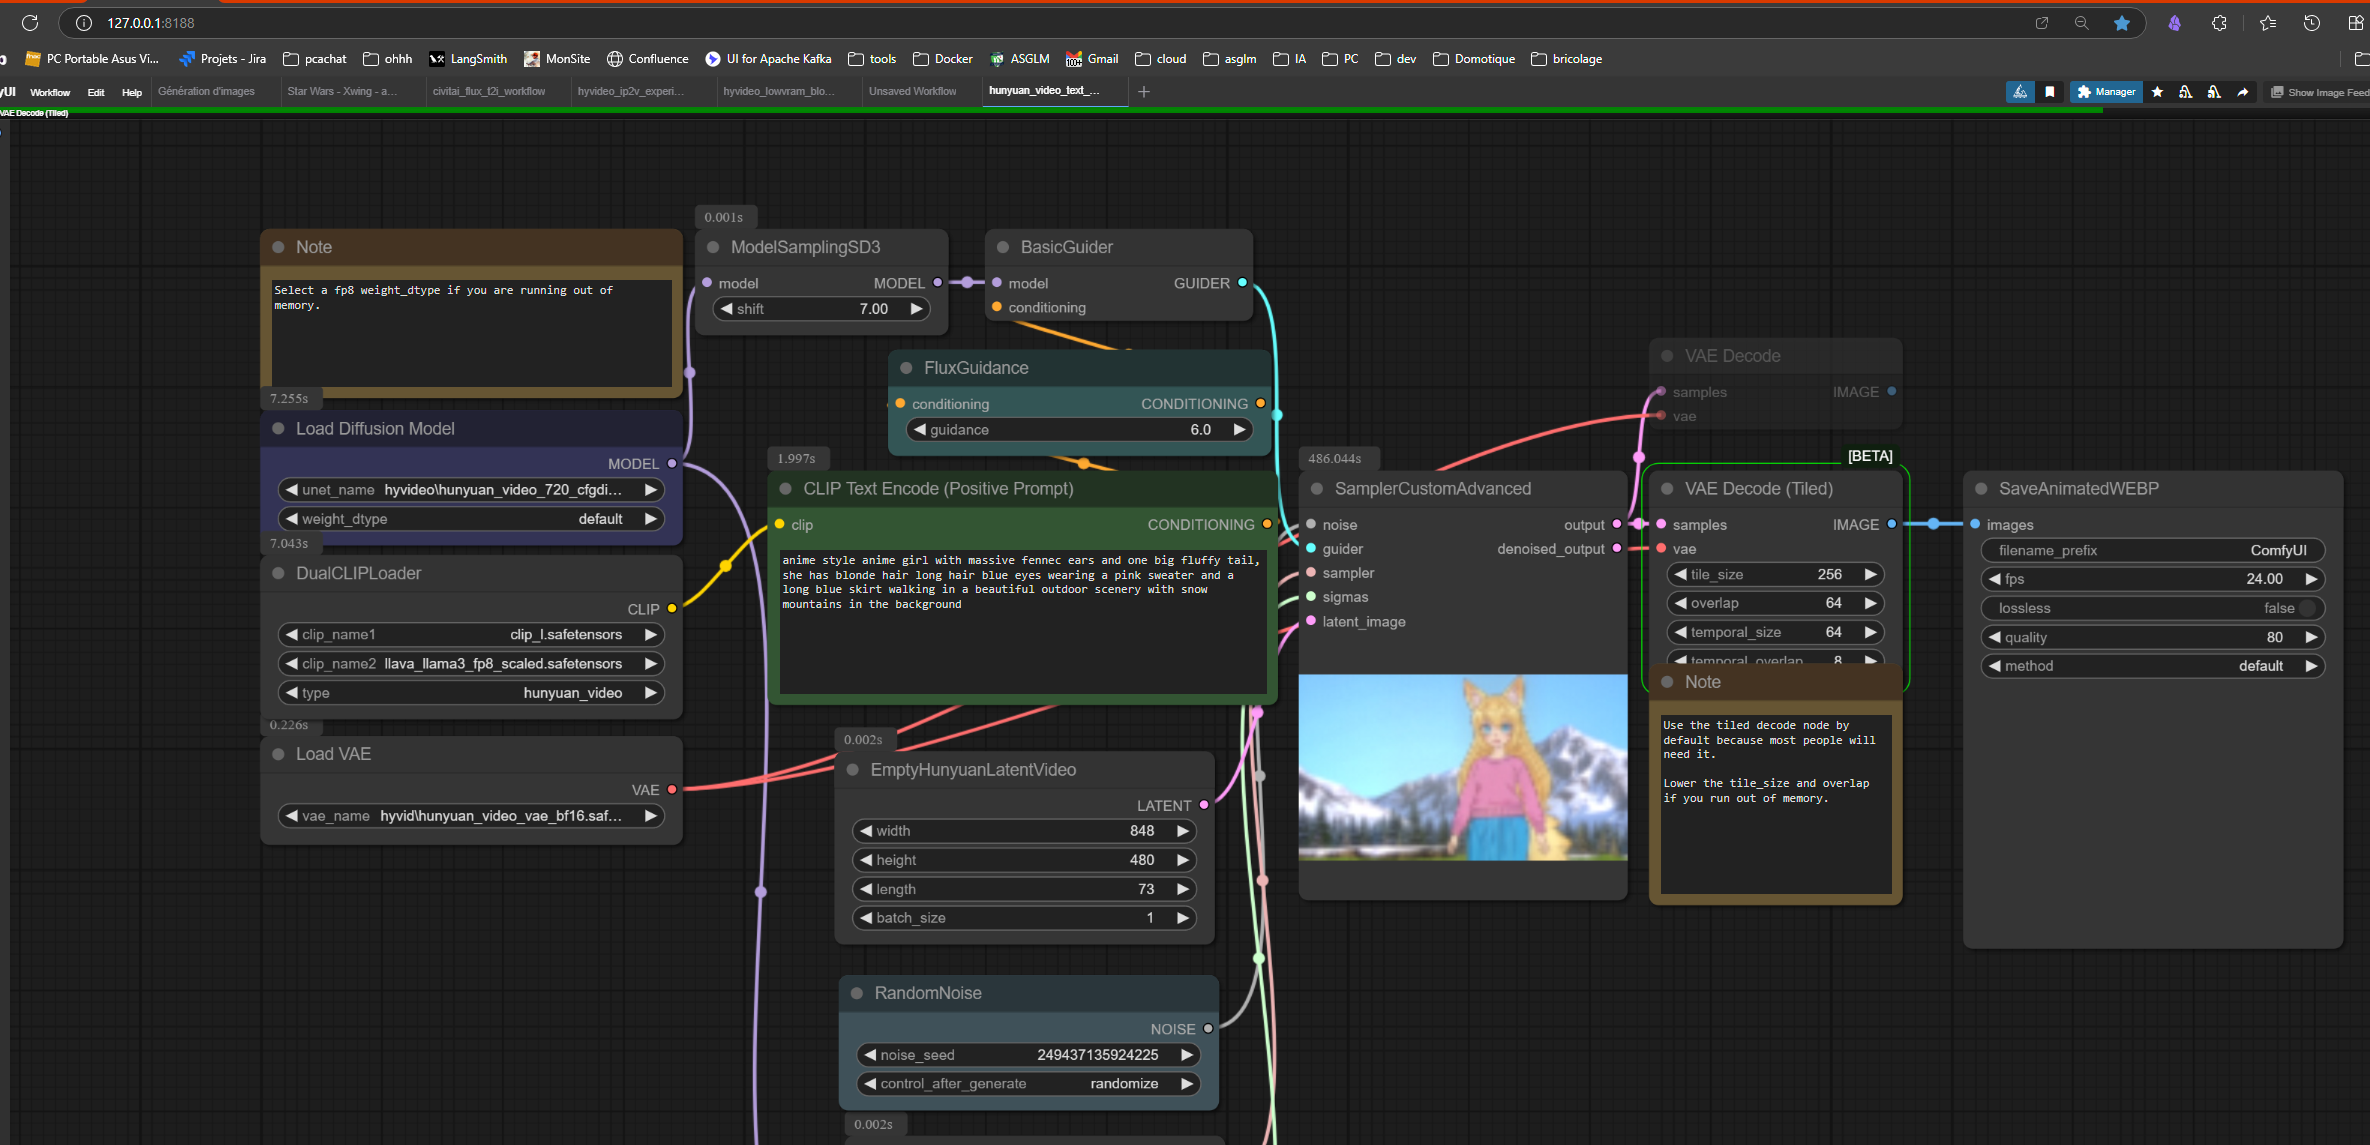 127.0.0.1:8188
PC Portable Asus Vi...
Projets - Jira
pcachat
ohhh
LangSmith
MonSite
Confluence
UI for Apache Kafka
tools
Docker
ASGLM
Gmail
cloud
asglm
IA
PC
dev
Domotique
bricolage
yUI
Workflow
Edit
Help
Génération d'images
Star Wars - Xwing - a...
civitai_flux_t2i_workflow
hyvideo_ip2v_experi...
hyvideo_lowvram_blo...
Unsaved Workflow
hunyuan_video_text_...
Manager
Show Image Feed
VAE Decode (Tiled)
Note
Select a fp8 weight_dtype if you are running out of
memory.
0.001s
ModelSamplingSD3
model MODEL
shift 7.00
BasicGuider
model GUIDER
conditioning
FluxGuidance
conditioning CONDITIONING
guidance 6.0
7.255s
Load Diffusion Model
MODEL
unet_name hyvideo\hunyuan_video_720_cfgdi...
weight_dtype default
7.043s
DualCLIPLoader
CLIP
clip_name1 clip_l.safetensors
clip_name2 llava_llama3_fp8_scaled.safetensors
type hunyuan_video
0.226s
Load VAE
VAE
vae_name hyvid\hunyuan_video_vae_bf16.saf...
1.997s
CLIP Text Encode (Positive Prompt)
clip CONDITIONING
anime style anime girl with massive fennec ears and one big fluffy tail,
she has blonde hair long hair blue eyes wearing a pink sweater and a
long blue skirt walking in a beautiful outdoor scenery with snow
mountains in the background
0.002s
EmptyHunyuanLatentVideo
LATENT
width 848
height 480
length 73
batch_size 1
RandomNoise
NOISE
noise_seed 249437135924225
control_after_generate randomize
0.002s
486.044s
SamplerCustomAdvanced
noise output
guider denoised_output
sampler
sigmas
latent_image
VAE Decode
samples IMAGE
vae
[BETA]
VAE Decode (Tiled)
samples IMAGE
vae
tile_size 256
overlap 64
temporal_size 64
temporal_overlap 8
Note
Use the tiled decode node by
default because most people will
need it.
Lower the tile_size and overlap
if you run out of memory.
SaveAnimatedWEBP
images
filename_prefix ComfyUI
fps 24.00
lossless false
quality 80
method default